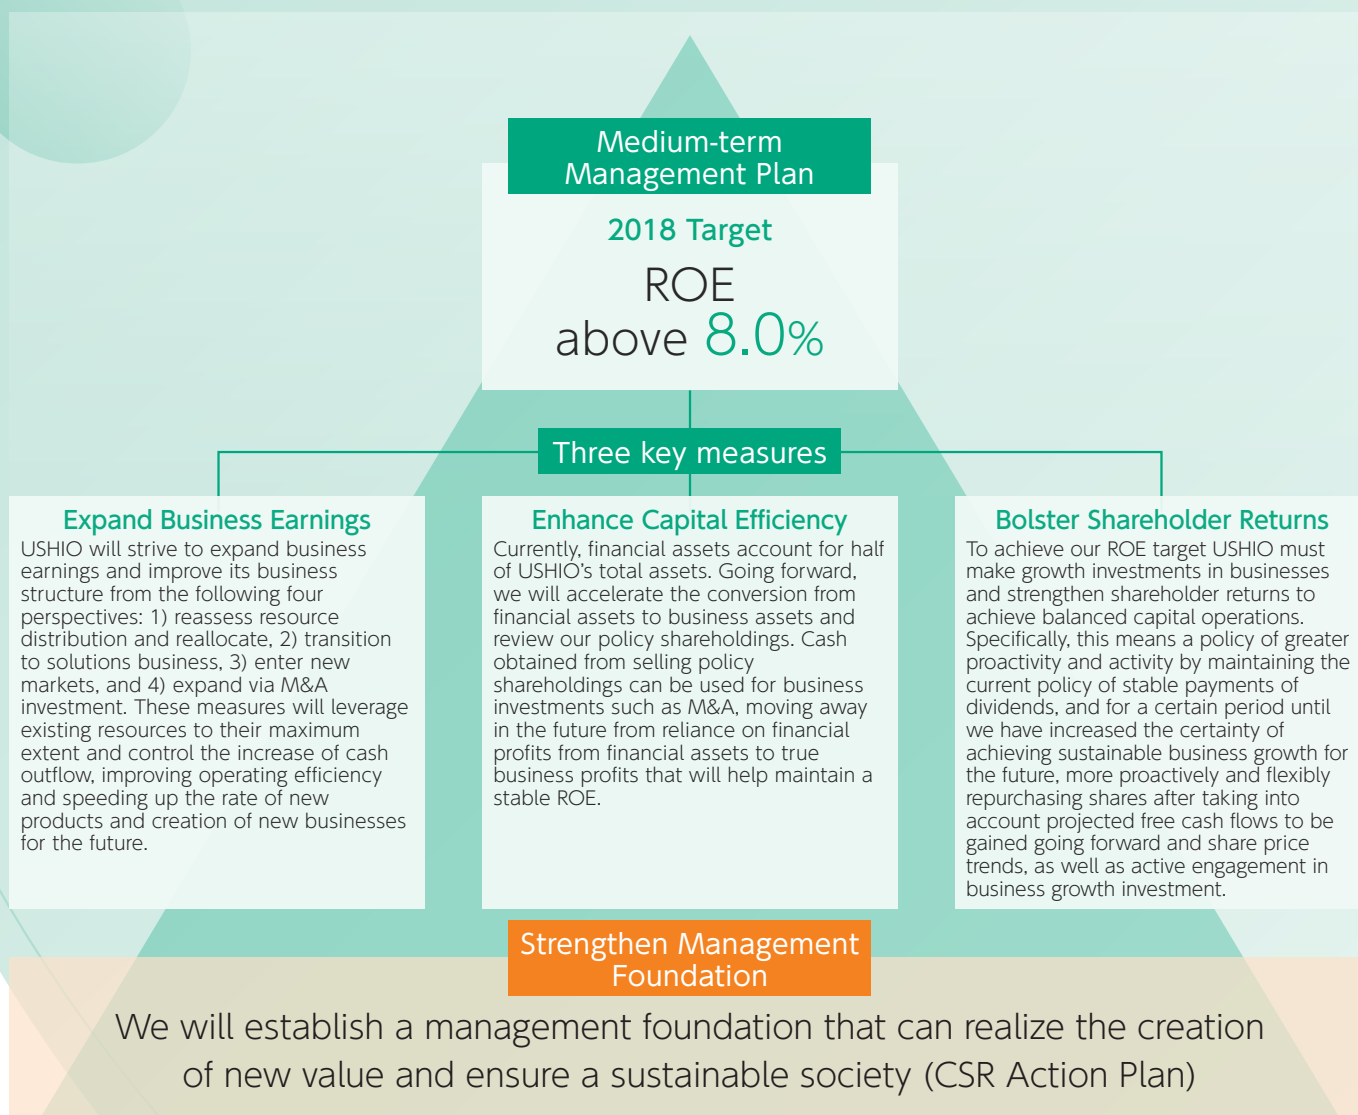 Medium-term
Management Plan
2018 Target
ROE
above 8.0%
Three key measures
Expand Business Earnings
USHIO will strive to expand business
earnings and improve its business
structure from the following four
perspectives: 1) reassess resource
distribution and reallocate, 2) transition
to solutions business, 3) enter new
markets, and 4) expand via M&A
investment. These measures will leverage
existing resources to their maximum
extent and control the increase of cash
outflow, improving operating efficiency
and speeding up the rate of new
products and creation of new businesses
for the future.
Enhance Capital Efficiency
Currently, financial assets account for half
of USHIO's total assets. Going forward,
we will accelerate the conversion from
financial assets to business assets and
review our policy shareholdings. Cash
obtained from selling policy
shareholdings can be used for business
investments such as M&A, moving away
in the future from reliance on financial
profits from financial assets to true
business profits that will help maintain a
stable ROE.
Bolster Shareholder Returns
To achieve our ROE target USHIO must
make growth investments in businesses
and strengthen shareholder returns to
achieve balanced capital operations.
Specifically, this means a policy of greater
proactivity and activity by maintaining the
current policy of stable payments of
dividends, and for a certain period until
we have increased the certainty of
achieving sustainable business growth for
the future, more proactively and flexibly
repurchasing shares after taking into
account projected free cash flows to be
gained going forward and share price
trends, as well as active engagement in
business growth investment.
Strengthen Management
Foundation
We will establish a management foundation that can realize the creation
of new value and ensure a sustainable society (CSR Action Plan)